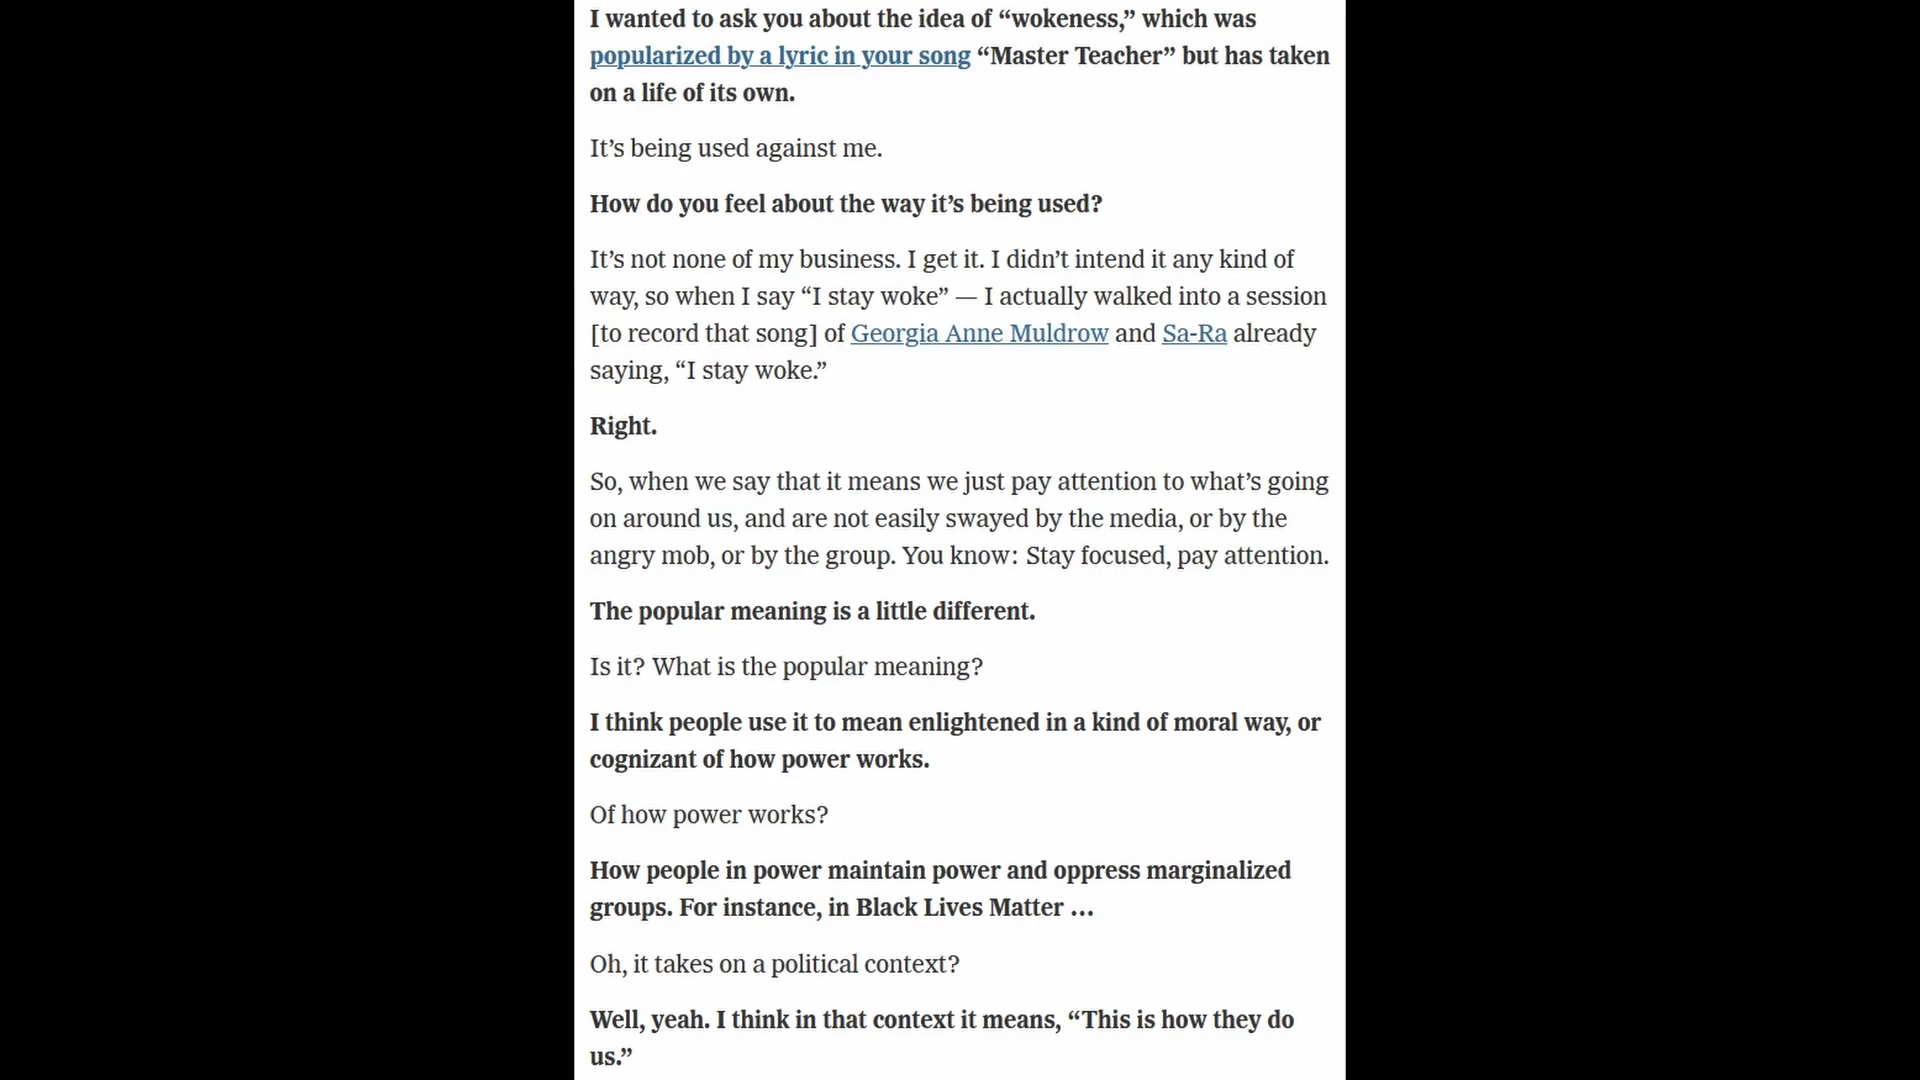 I wanted to ask you about the idea of “wokeness,” which was
popularized by a lyric in your song “Master Teacher” but has taken
on a life of its own.
It’s being used against me.
How do you feel about the way it’s being used?
It’s not none of my business. I get it. I didn’t intend it any kind of
way, so when I say “I stay woke” — I actually walked into a session
[to record that song] of Georgia Anne Muldrow and Sa-Ra already
saying, “I stay woke.”
Right.
So, when we say that it means we just pay attention to what’s going
on around us, and are not easily swayed by the media, or by the
angry mob, or by the group. You know: Stay focused, pay attention.
The popular meaning is a little different.
Is it? What is the popular meaning?
I think people use it to mean enlightened in a kind of moral way, or
cognizant of how power works.
Of how power works?
How people in power maintain power and oppress marginalized
groups. For instance, in Black Lives Matter …
Oh, it takes on a political context?
Well, yeah. I think in that context it means, “This is how they do
us.”